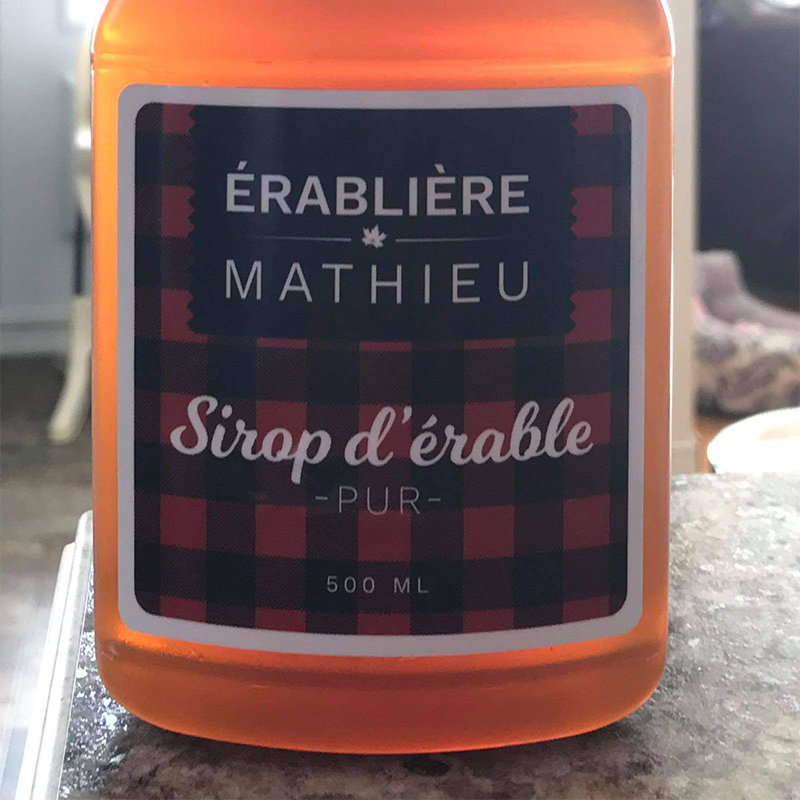 ÉRABLIÈRE
MATHIEU
Sirop d'érable
-PUR-
500 ML